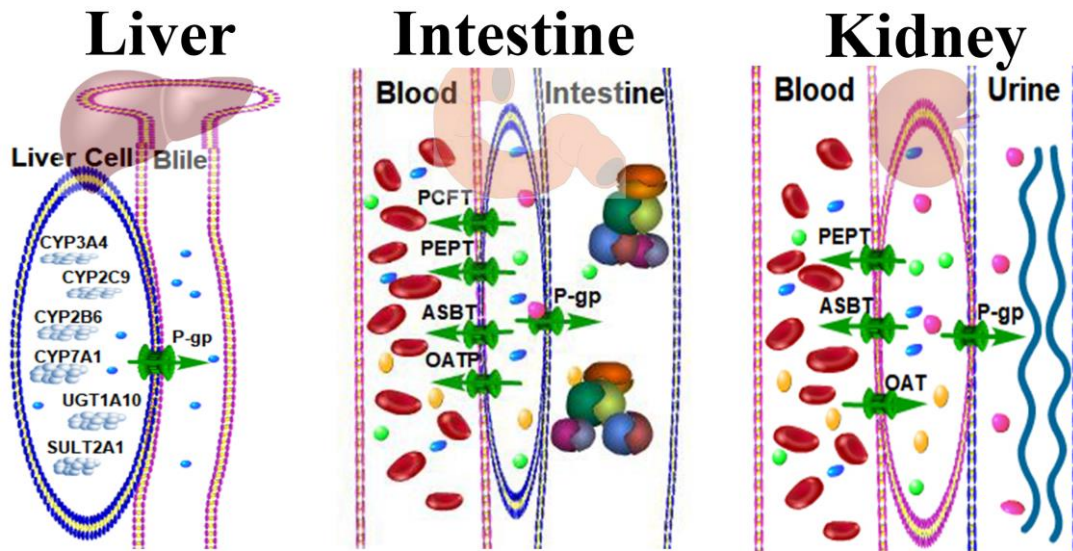 Liver
Liver Cell
Blile
CYP3A4
CYP2C9
CYP2B6
CYP7A1
UGT1A10
SULT2A1
P-gp
Intestine
Blood
Intestine
PCFT
PEPT
ASBT
OATP
P-gp
Kidney
Blood
Urine
PEPT
ASBT
OAT
P-gp